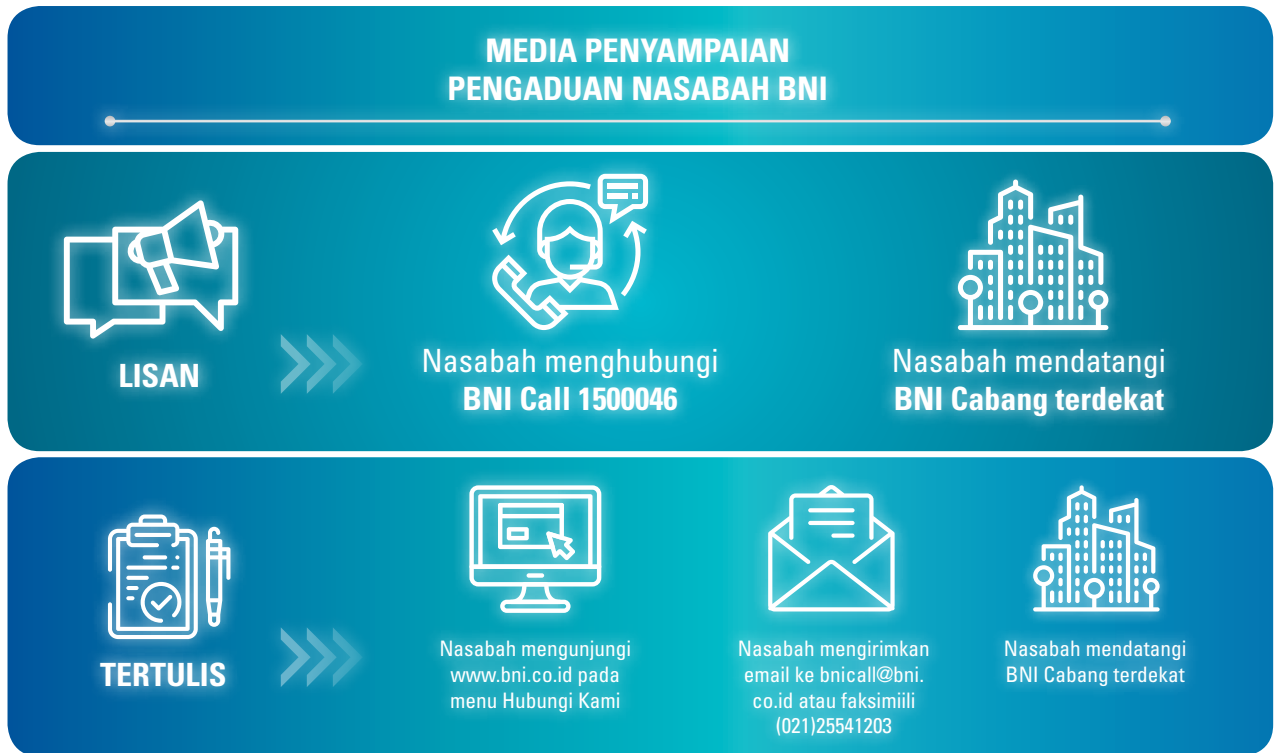 MEDIA PENYAMPAIAN
PENGADUAN NASABAH BNI
LISAN
Nasabah menghubungi
BNI Call 1500046
Nasabah mendatangi
BNI Cabang terdekat
TERTULIS
Nasabah mengunjungi
www.bni.co.id pada
menu Hubungi Kami
Nasabah mengirimkan
email ke bnicall@bni.
co.id atau faksimiili
(021)25541203
Nasabah mendatangi
BNI Cabang terdekat